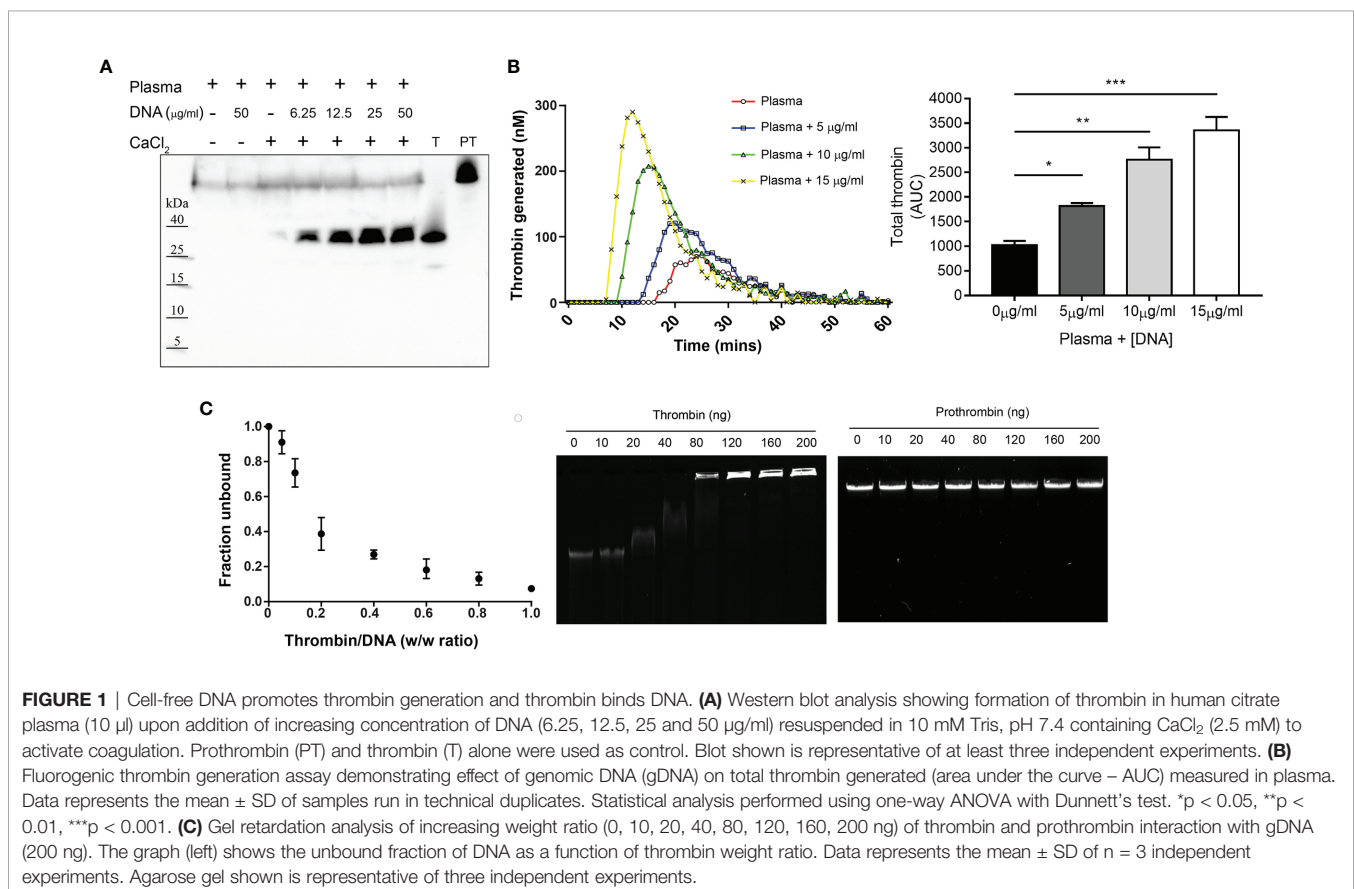 A
Plasma + + + + + + +
DNA (µg/ml) - 50 - 6.25 12.5 25 50
CaCl₂ - - + + + + + T PT
kDa
40
25
15
10
5
B
Thrombin generated (nM)
300
200
100
0
0 10 20 30 40 50 60
Time (mins)
Plasma
Plasma + 5 µg/ml
Plasma + 10 µg/ml
Plasma + 15 µg/ml
Total thrombin
(AUC)
4000
3500
3000
2500
2000
1500
1000
500
0
***
**
*
0µg/ml 5µg/ml 10µg/ml 15µg/ml
Plasma + [DNA]
C
Fraction unbound
1.0
0.8
0.6
0.4
0.2
0.0
0 0.2 0.4 0.6 0.8 1.0
Thrombin/DNA (w/w ratio)
Thrombin (ng)
0 10 20 40 80 120 160 200
Prothrombin (ng)
0 10 20 40 80 120 160 200
FIGURE 1 | Cell-free DNA promotes thrombin generation and thrombin binds DNA. (A) Western blot analysis showing formation of thrombin in human citrate
plasma (10 µl) upon addition of increasing concentration of DNA (6.25, 12.5, 25 and 50 µg/ml) resuspended in 10 mM Tris, pH 7.4 containing CaCl₂ (2.5 mM) to
activate coagulation. Prothrombin (PT) and thrombin (T) alone were used as control. Blot shown is representative of at least three independent experiments. (B)
Fluorogenic thrombin generation assay demonstrating effect of genomic DNA (gDNA) on total thrombin generated (area under the curve – AUC) measured in plasma.
Data represents the mean ± SD of samples run in technical duplicates. Statistical analysis performed using one-way ANOVA with Dunnett’s test. *p < 0.05, **p <
0.01, ***p < 0.001. (C) Gel retardation analysis of increasing weight ratio (0, 10, 20, 40, 80, 120, 160, 200 ng) of thrombin and prothrombin interaction with gDNA
(200 ng). The graph (left) shows the unbound fraction of DNA as a function of thrombin weight ratio. Data represents the mean ± SD of n = 3 independent
experiments. Agarose gel shown is representative of three independent experiments.